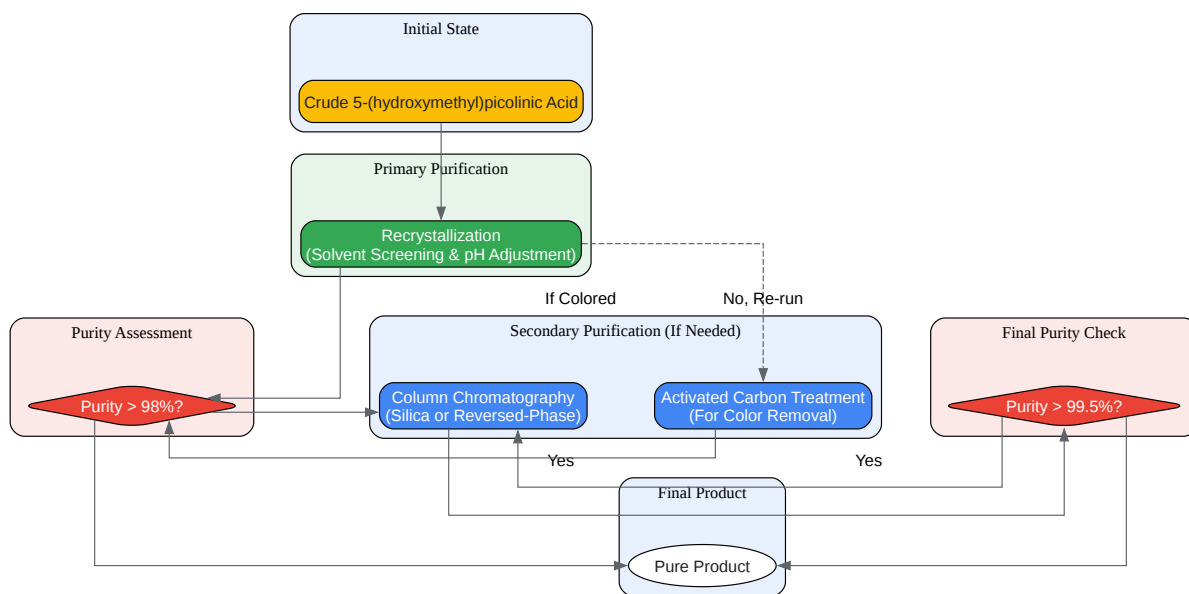 Initial State
Crude 5-(hydroxymethyl)picolinic Acid
Primary Purification
Recrystallization
(Solvent Screening & pH Adjustment)
If Colored
No, Re-run
Purity Assessment
Purity > 98%?
Secondary Purification (If Needed)
Column Chromatography
(Silica or Reversed-Phase)
Activated Carbon Treatment
(For Color Removal)
Final Purity Check
Purity > 99.5%?
Yes
Yes
Final Product
Pure Product